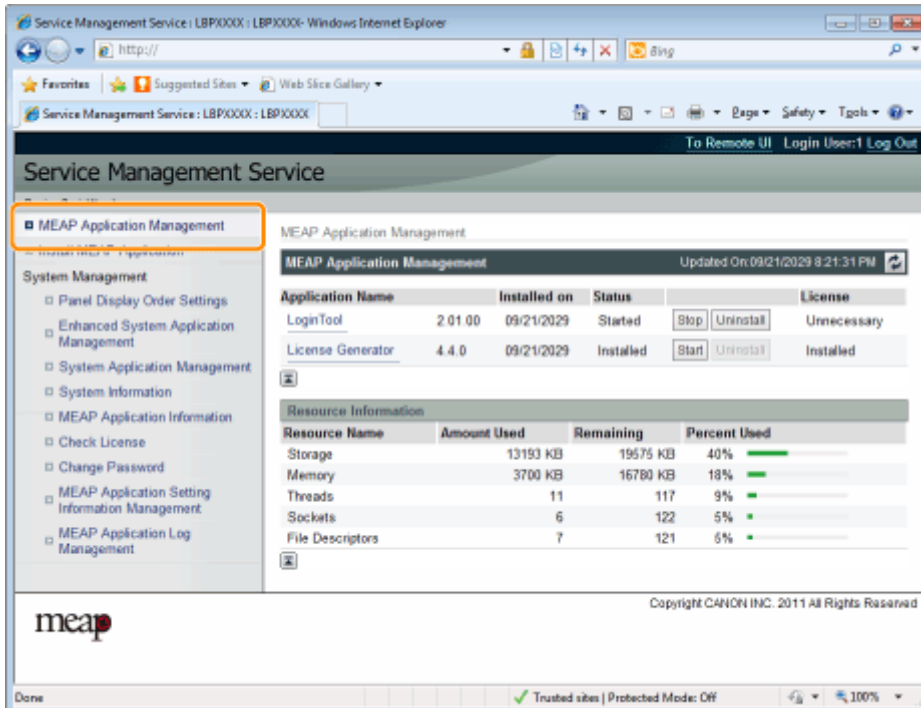 Service Management Service : LBPXXXX : LBPXXXX- Windows Internet Explorer
http://
Bing
Favorites Suggested Sites Web Slice Gallery
Service Management Service : LBPXXXX : LBPXXXX
Page Safety Tools
To Remote UI Login User:1 Log Out
Service Management Service
MEAP Application Management
Install MEAP Application
System Management
Panel Display Order Settings
Enhanced System Application
Management
System Application Management
System Information
MEAP Application Information
Check License
Change Password
MEAP Application Setting
Information Management
MEAP Application Log
Management
MEAP Application Management
MEAP Application Management Updated On:09/21/2029 8:21:31 PM
Application Name Installed on Status License
LoginTool 2.01.00 09/21/2029 Started Stop Uninstall Unnecessary
License Generator 4.4.0 09/21/2029 Installed Start Uninstall Installed
Resource Information
Resource Name Amount Used Remaining Percent Used
Storage 13193 KB 19575 KB 40%
Memory 3700 KB 16780 KB 18%
Threads 11 117 9%
Sockets 6 122 5%
File Descriptors 7 121 6%
Copyright CANON INC. 2011 All Rights Reserved
meap
Done Trusted sites | Protected Mode: Off 100%